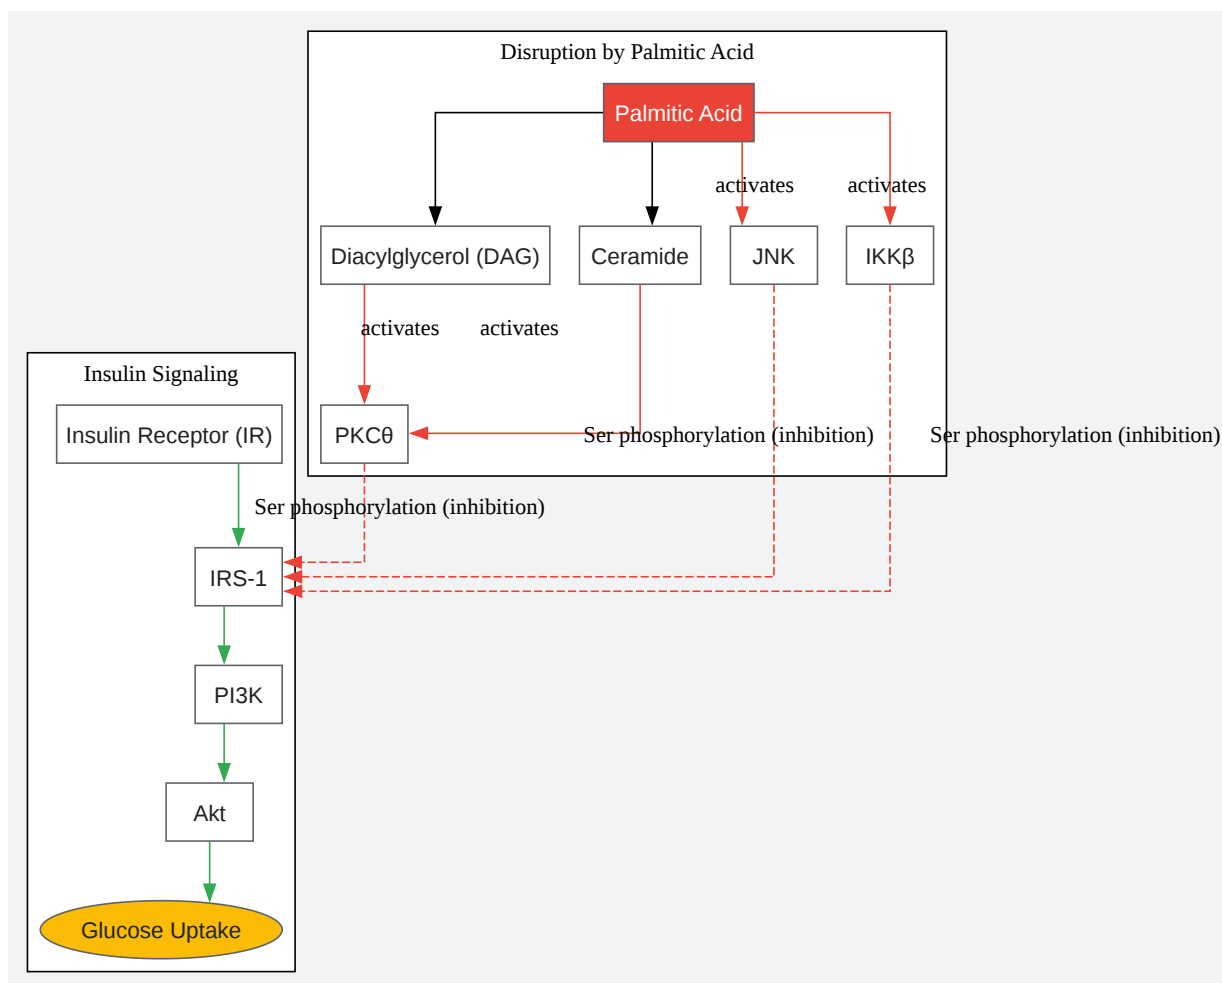 Disruption by Palmitic Acid
Palmitic Acid
activates
activates
Diacylglycerol (DAG)
Ceramide
JNK
IKKβ
activates
activates
Insulin Signaling
Insulin Receptor (IR)
PKCθ
Ser phosphorylation (inhibition)
Ser phosphorylation (inhibition)
Ser phosphorylation (inhibition)
IRS-1
PI3K
Akt
Glucose Uptake